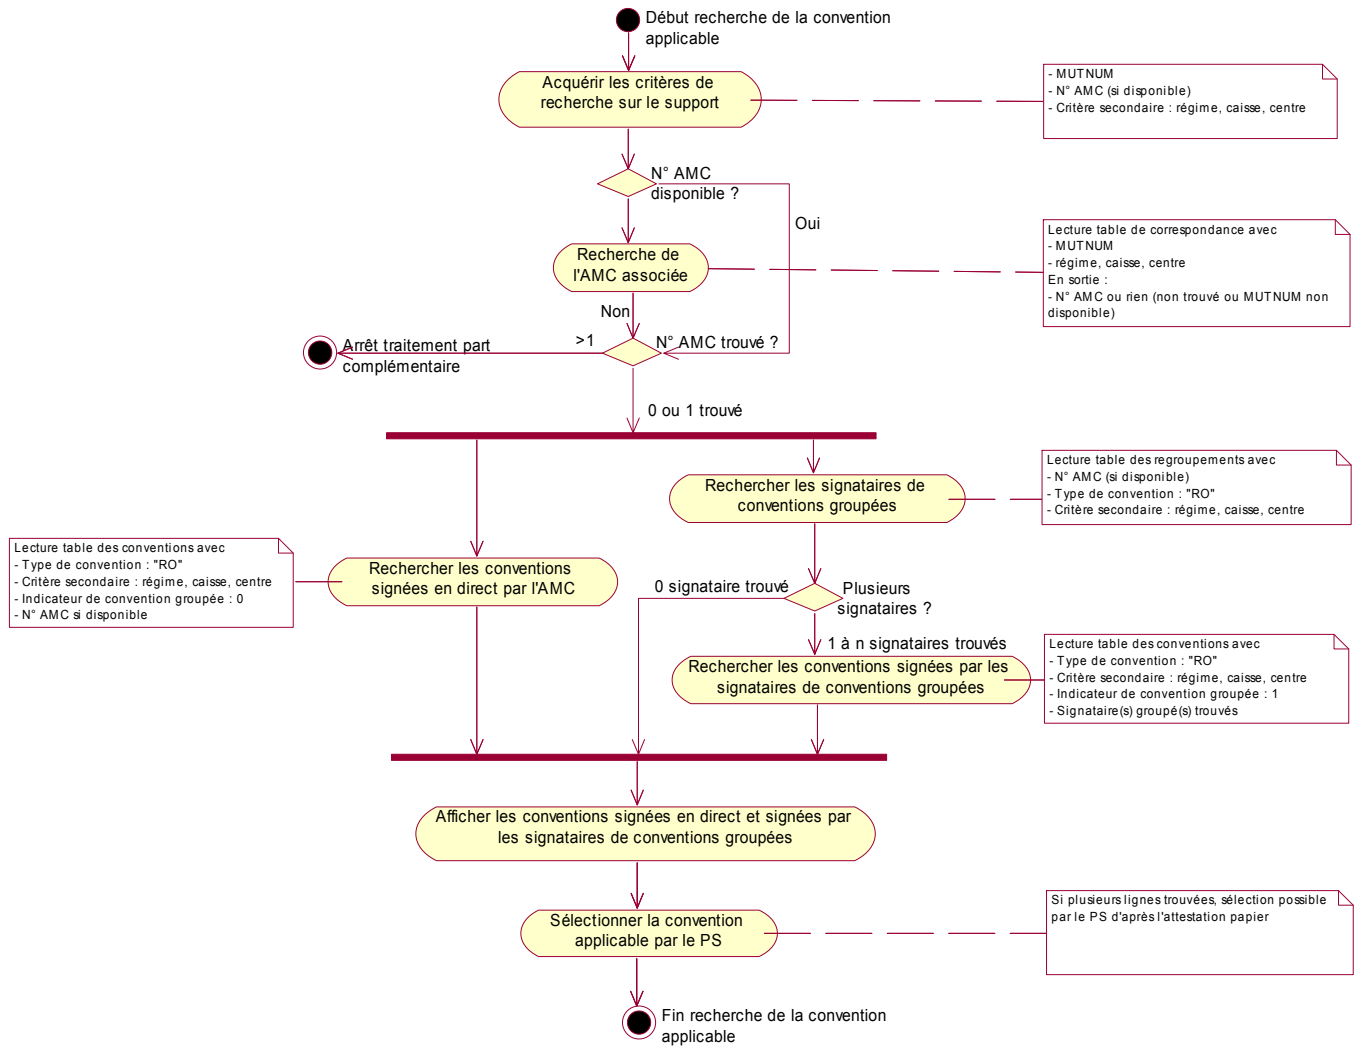 Début recherche de la convention
applicable
Acquérir les critères de
recherche sur le support
- MUTNUM
- N° AMC (si disponible)
- Critère secondaire : régime, caisse, centre
N° AMC
disponible ?
Oui
Recherche de
l'AMC associée
Lecture table de correspondance avec
- MUTNUM
- régime, caisse, centre
En sortie :
- N° AMC ou rien (non trouvé ou MUTNUM non
disponible)
Non
>1
N° AMC trouvé ?
Arrêt traitement part
complémentaire
0 ou 1 trouvé
Rechercher les signataires de
conventions groupées
Lecture table des regroupements avec
- N° AMC (si disponible)
- Type de convention : "RO"
- Critère secondaire : régime, caisse, centre
Lecture table des conventions avec
- Type de convention : "RO"
- Critère secondaire : régime, caisse, centre
- Indicateur de convention groupée : 0
- N° AMC si disponible
Rechercher les conventions
signées en direct par l'AMC
0 signataire trouvé
Plusieurs
signataires ?
1 à n signataires trouvés
Rechercher les conventions signées par les
signataires de conventions groupées
Lecture table des conventions avec
- Type de convention : "RO"
- Critère secondaire : régime, caisse, centre
- Indicateur de convention groupée : 1
- Signataire(s) groupé(s) trouvés
Afficher les conventions signées en direct et signées par
les signataires de conventions groupées
Sélectionner la convention
applicable par le PS
Si plusieurs lignes trouvées, sélection possible
par le PS d'après l'attestation papier
Fin recherche de la convention
applicable